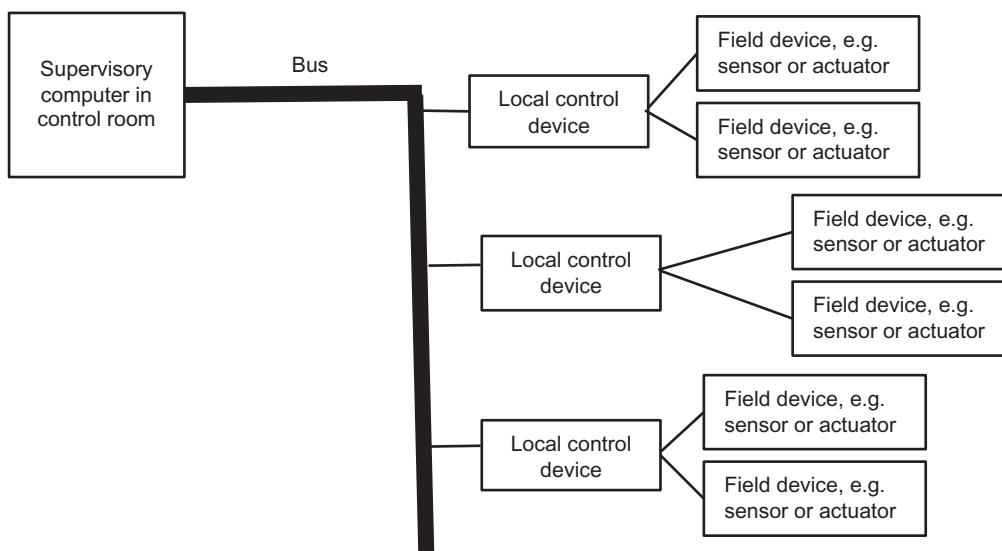 Supervisory
computer in
control room
Bus
Local control
device
Field device, e.g.
sensor or actuator
Field device, e.g.
sensor or actuator
Local control
device
Field device, e.g.
sensor or actuator
Field device, e.g.
sensor or actuator
Local control
device
Field device, e.g.
sensor or actuator
Field device, e.g.
sensor or actuator